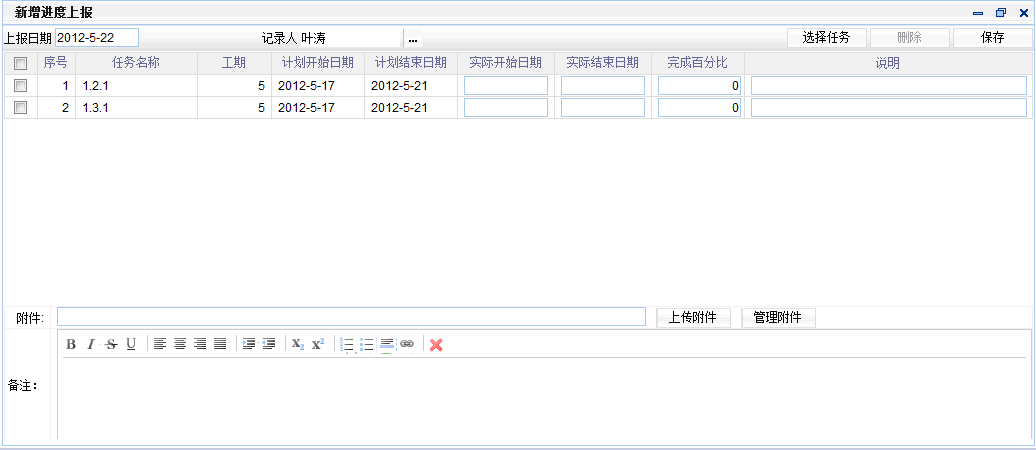 新增进度上报
上报日期 2012-5-22 记录人 叶涛 ... 选择任务 删除 保存
序号 任务名称 工期 计划开始日期 计划结束日期 实际开始日期 实际结束日期 完成百分比 说明
1 1.2.1 5 2012-5-17 2012-5-21 0
2 1.3.1 5 2012-5-17 2012-5-21 0
附件: 上传附件 管理附件
B I S U X₂ X²
备注：